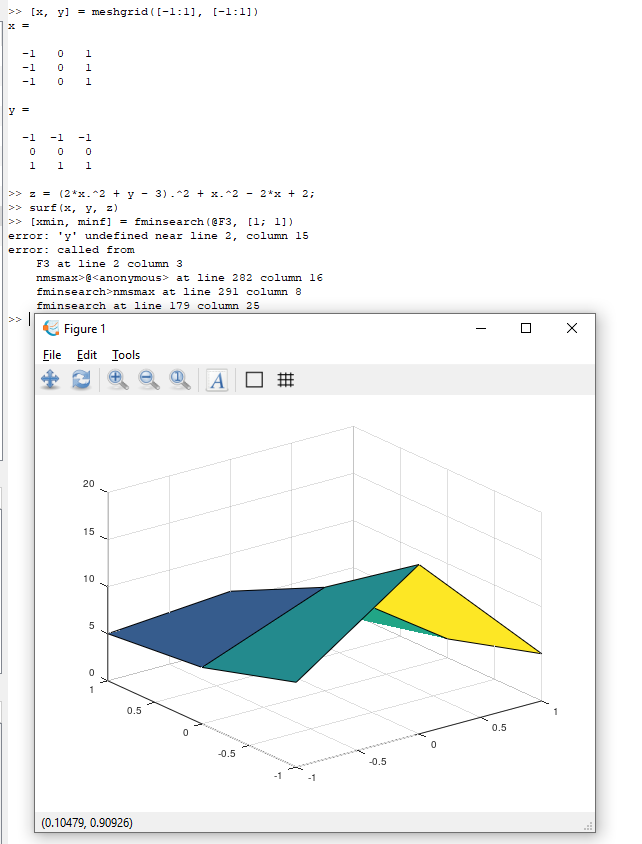 >> [x, y] = meshgrid([-1:1], [-1:1])
x =
-1 0 1
-1 0 1
-1 0 1
y =
-1 -1 -1
0 0 0
1 1 1
>> z = (2*x.^2 + y - 3).^2 + x.^2 - 2*x + 2;
>> surf(x, y, z)
>> [xmin, minf] = fminsearch(@F3, [1; 1])
error: 'y' undefined near line 2, column 15
error: called from
F3 at line 2 column 3
nmsmax>@<anonymous> at line 282 column 16
fminsearch>nmsmax at line 291 column 8
fminsearch at line 179 column 25
>>
Figure 1
File Edit Tools
A
20
15
10
5
0
1
0.5
0
-0.5
-1
-1
-0.5
0
0.5
1
(0.10479, 0.90926)